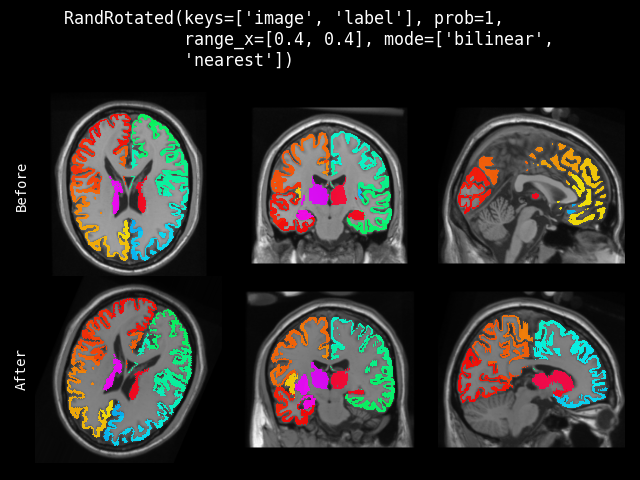 RandRotated(keys=['image', 'label'], prob=1,
range_x=[0.4, 0.4], mode=['bilinear',
'nearest'])
Before
After